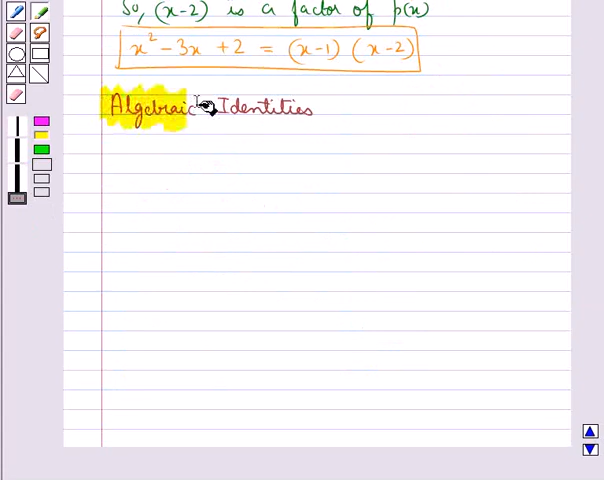 So, (x-2) is a factor of p(x)
x² - 3x + 2 = (x-1) (x-2)
Algebraic Identities